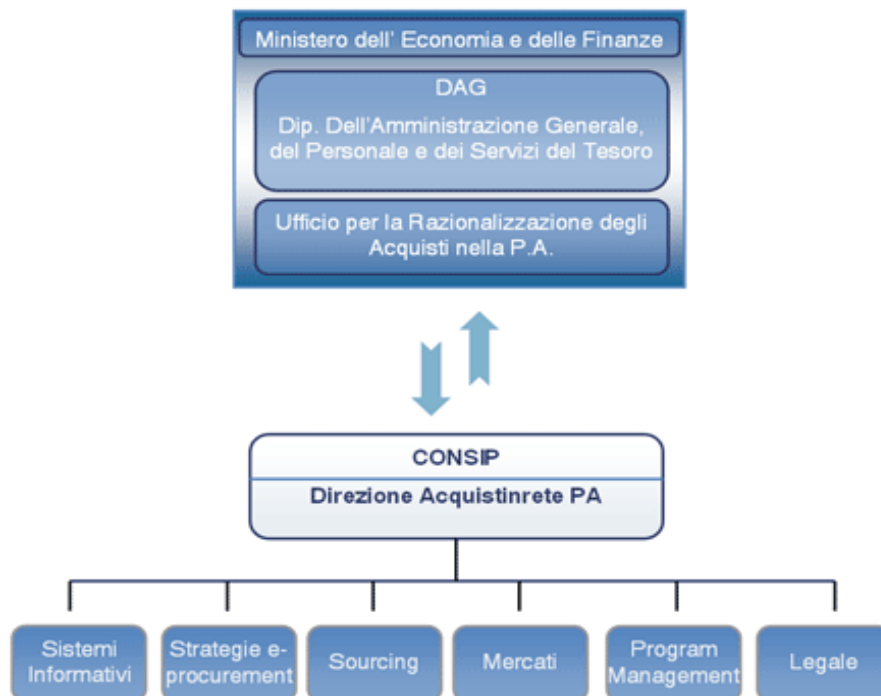 Ministero dell' Economia e delle Finanze
DAG
Dip. Dell'Amministrazione Generale,
del Personale e dei Servizi del Tesoro
Ufficio per la Razionalizzazione degli
Acquisti nella P.A.
CONSIP
Direzione Acquistinrete PA
Sistemi
Informativi
Strategie e-
procurement
Sourcing
Mercati
Program
Management
Legale